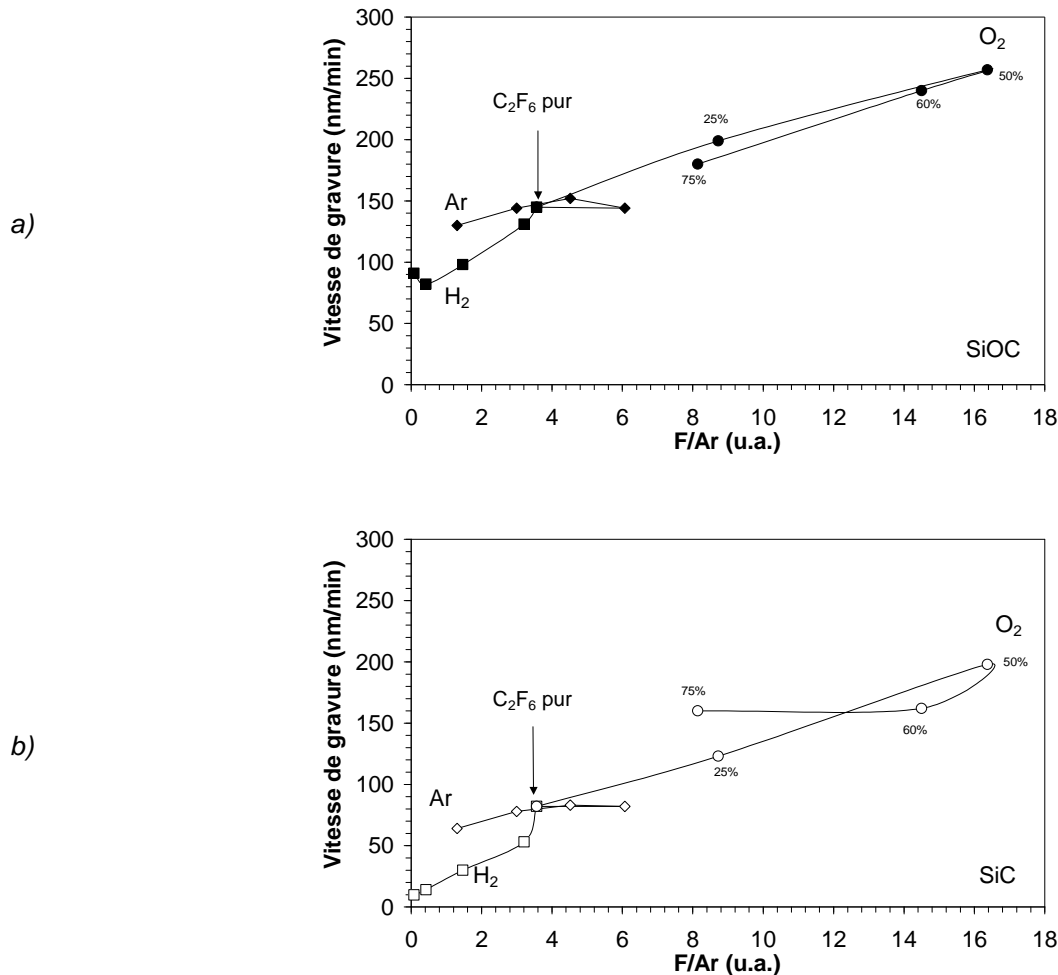 a)
Vitesse de gravure (nm/min)
300
250
200
150
100
50
0
O2
50%
60%
25%
75%
C2F6 pur
Ar
H2
SiOC
0 2 4 6 8 10 12 14 16 18
F/Ar (u.a.)
b)
Vitesse de gravure (nm/min)
300
250
200
150
100
50
0
O2
50%
75%
60%
25%
C2F6 pur
Ar
H2
SiC
0 2 4 6 8 10 12 14 16 18
F/Ar (u.a.)